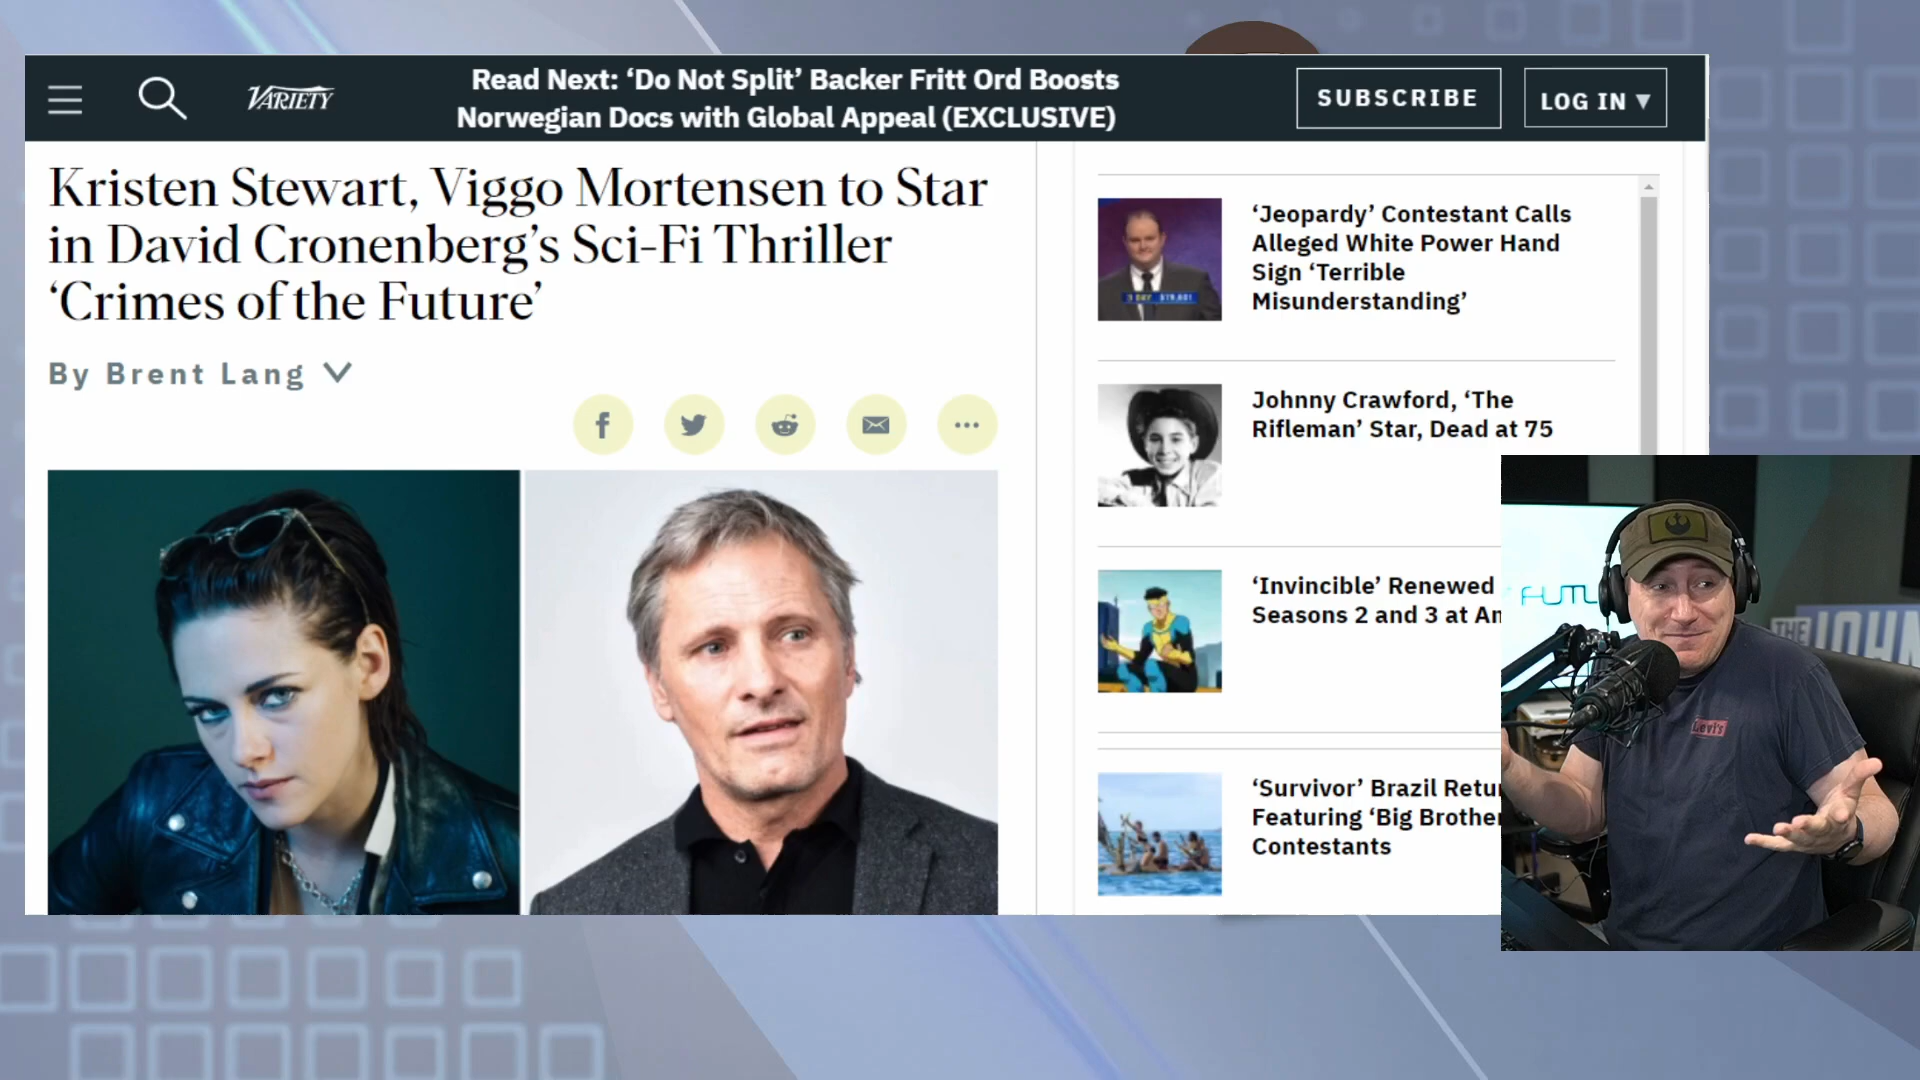 VARIETY
Read Next: ‘Do Not Split’ Backer Fritt Ord Boosts
Norwegian Docs with Global Appeal (EXCLUSIVE)
SUBSCRIBE
LOG IN ▼
Kristen Stewart, Viggo Mortensen to Star
in David Cronenberg’s Sci-Fi Thriller
‘Crimes of the Future’
By Brent Lang
‘Jeopardy’ Contestant Calls
Alleged White Power Hand
Sign ‘Terrible
Misunderstanding’
Johnny Crawford, ‘The
Rifleman’ Star, Dead at 75
‘Invincible’ Renewed
Seasons 2 and 3 at
‘Survivor’ Brazil
Featuring ‘Big
Contestants
THE
Levi's